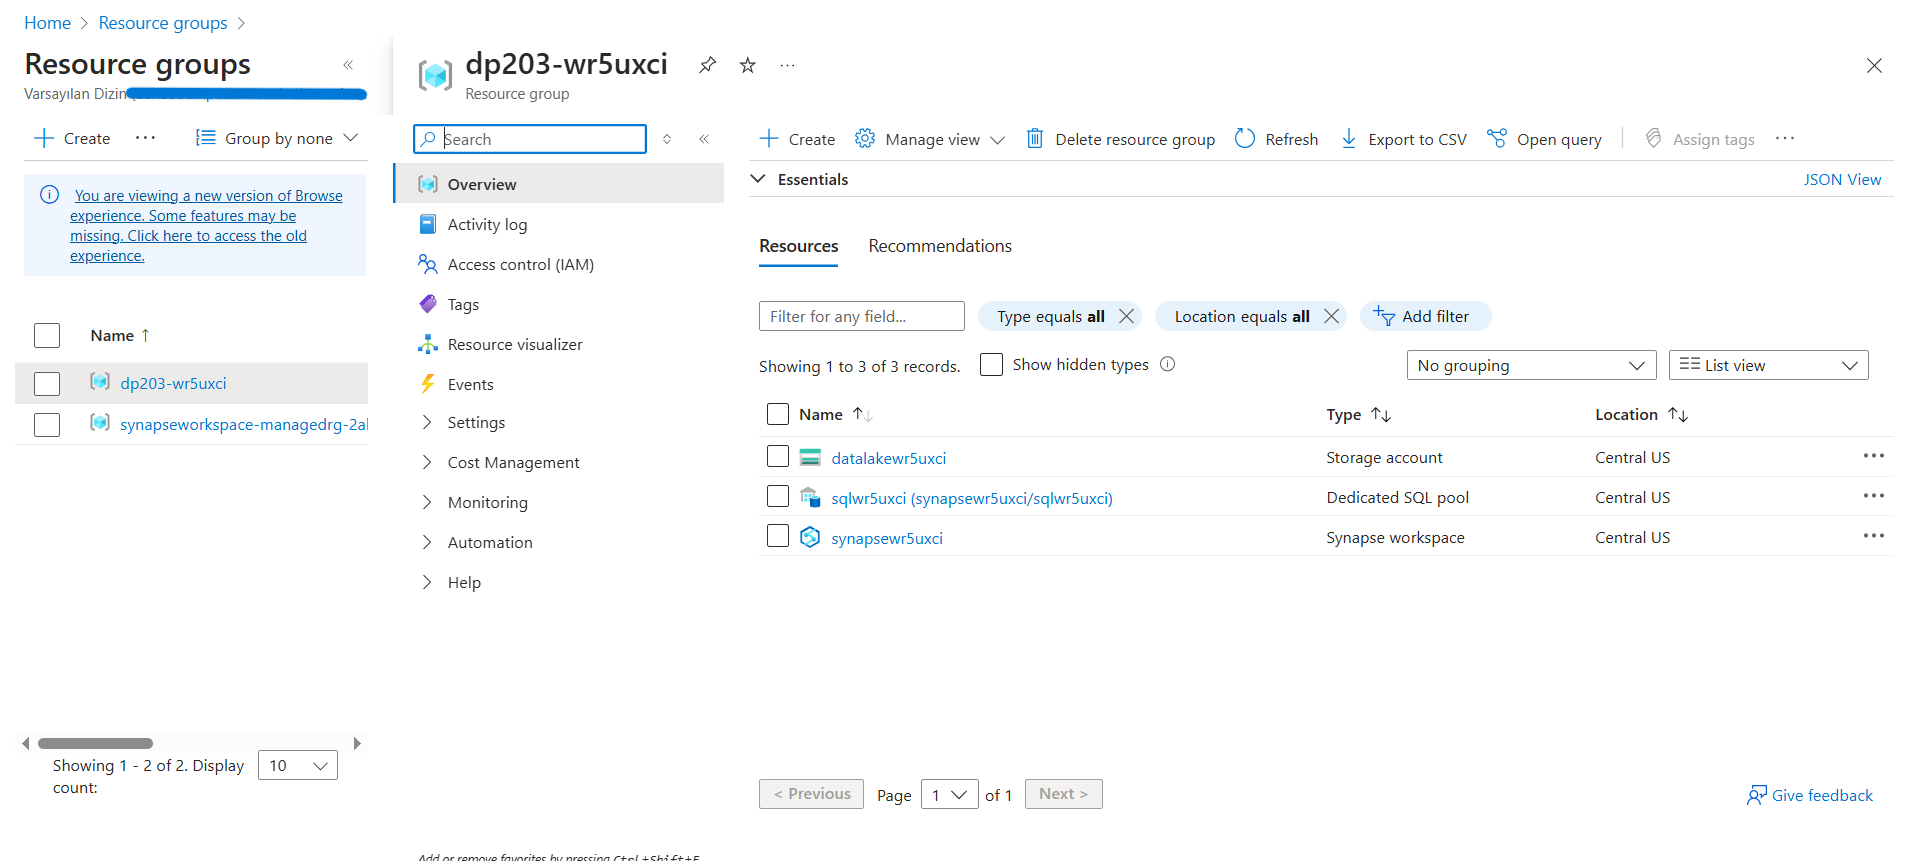 Home > Resource groups >
Resource groups «
Varsayılan Dizin
+ Create ··· Group by none
You are viewing a new version of Browse
experience. Some features may be
missing. Click here to access the old
experience.
Name ↑
dp203-wr5uxci
synapseworkspace-managedrg-2a
Showing 1 - 2 of 2. Display
count:
10
dp203-wr5uxci ···
Resource group
Search «
Overview
Activity log
Access control (IAM)
Tags
Resource visualizer
Events
Settings
Cost Management
Monitoring
Automation
Help
Add or remove favorites by pressing Ctrl+Shift+F
+ Create Manage view Delete resource group Refresh Export to CSV Open query Assign tags ···
Essentials JSON View
Resources Recommendations
Filter for any field... Type equals all Location equals all Add filter
Showing 1 to 3 of 3 records. Show hidden types No grouping List view
Name ↑↓ Type ↑↓ Location ↑↓
datalakewr5uxci Storage account Central US ···
sqlwr5uxci (synapsewr5uxci/sqlwr5uxci) Dedicated SQL pool Central US ···
synapsewr5uxci Synapse workspace Central US ···
< Previous Page 1 of 1 Next > Give feedback